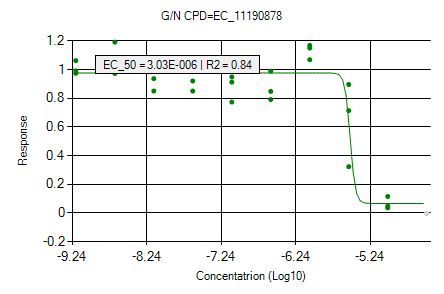 G/N CPD=EC_11190878
EC_50 = 3.03E-006 | R2 = 0.84
Response
1.2
1
0.8
0.6
0.4
0.2
0
-0.2
-9.24 -8.24 -7.24 -6.24 -5.24
Concentatrion (Log10)